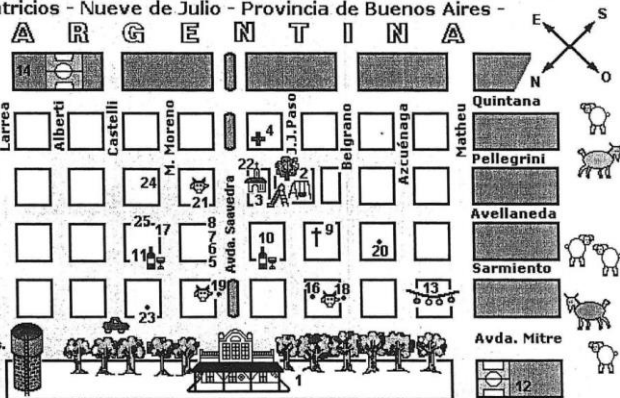 tricios - Nueve de Julio - Provincia de Buenos Aires -
A R G E N T I N A
E S
N O
14
Quintana
Larrea
Alberti
Castelli
M. Moreno
J.J.Paso
Belgrano
Azcuénaga
Matheu
4
Pellegrini
24
21
22
3
2
Avda. Saavedra
Avellaneda
25 17
11
8
7
6
5
10
9
20
Sarmiento
23
19
16 18
13
s.
1
Avda. Mitre
12